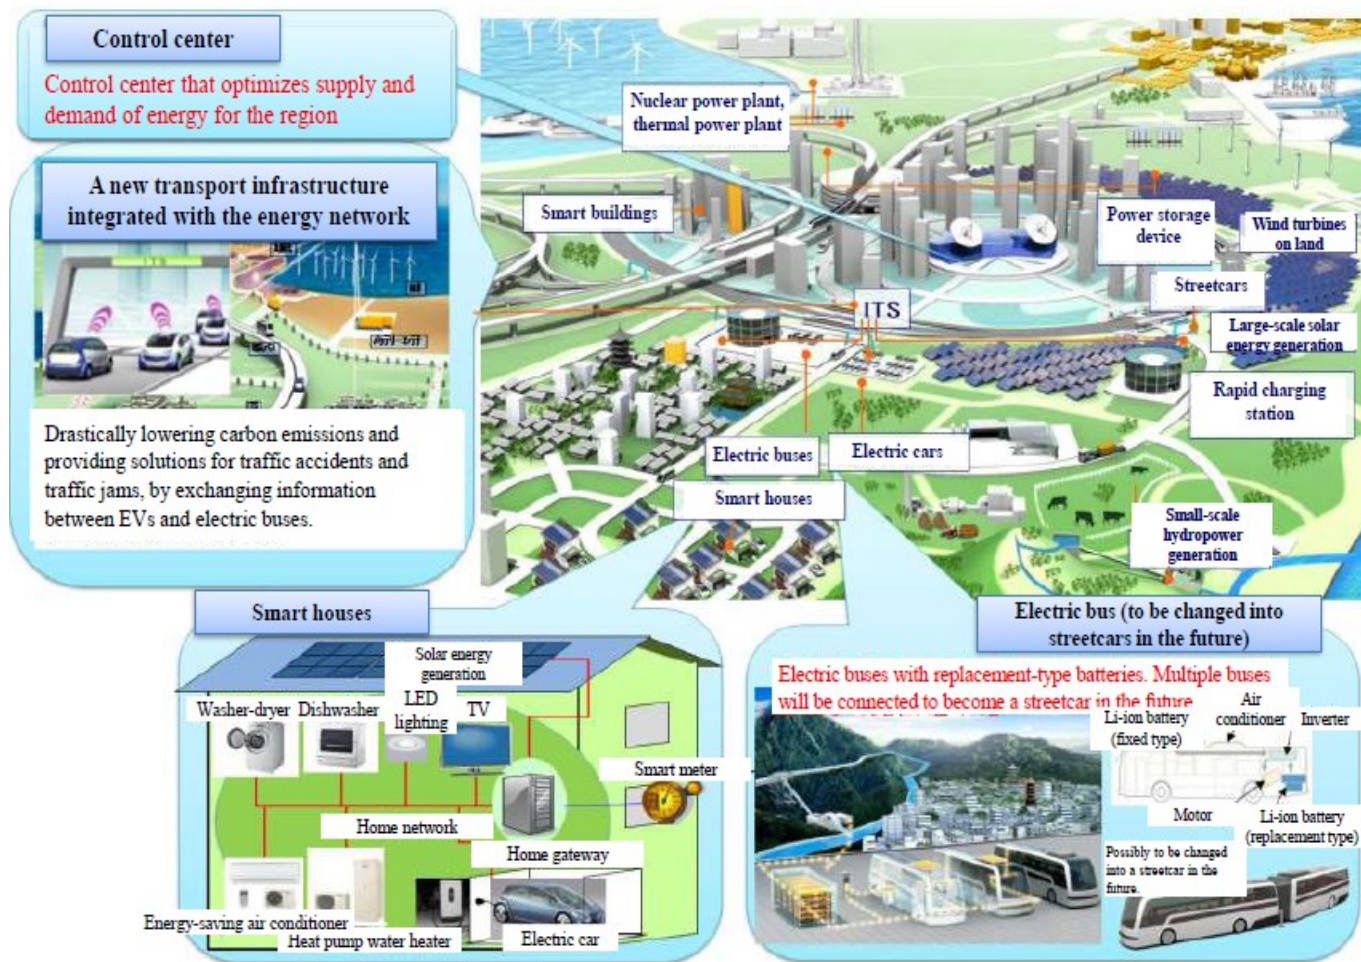 Control center
Control center that optimizes supply and
demand of energy for the region
A new transport infrastructure
integrated with the energy network
ITS
Drastically lowering carbon emissions and
providing solutions for traffic accidents and
traffic jams, by exchanging information
between EVs and electric buses.
Nuclear power plant,
thermal power plant
Smart buildings
Power storage
device
Wind turbines
on land
Streetcars
ITS
Large-scale solar
energy generation
Rapid charging
station
Electric buses
Electric cars
Smart houses
Small-scale
hydropower
generation
Smart houses
Solar energy
generation
Washer-dryer
Dishwasher
LED
lighting
TV
Smart meter
Home network
Home gateway
Energy-saving air conditioner
Heat pump water heater
Electric car
Electric bus (to be changed into
streetcars in the future)
Electric buses with replacement-type batteries. Multiple buses
will be connected to become a streetcar in the future
Li-ion battery
(fixed type)
Air
conditioner
Inverter
Motor
Li-ion battery
(replacement type)
Possibly to be changed
into a streetcar in the
future.